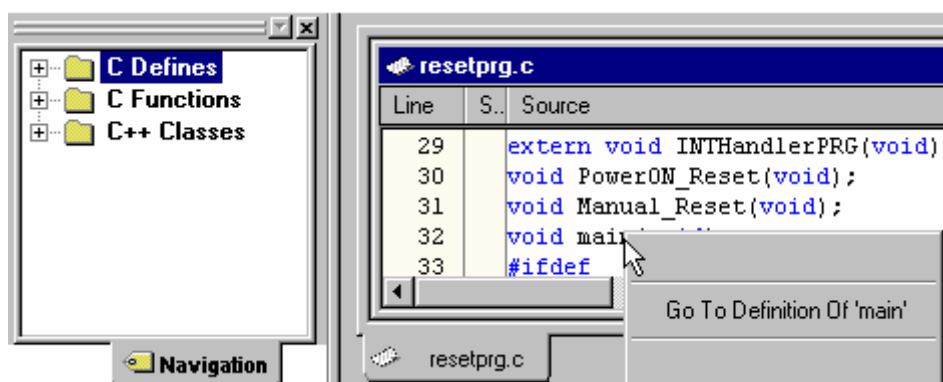 C Defines
C Functions
C++ Classes
Navigation
resetprg.c
Line S.. Source
29 extern void INTHandlerPRG(void)
30 void PowerON_Reset(void);
31 void Manual_Reset(void);
32 void main
33 #ifdef
Go To Definition Of 'main'
resetprg.c